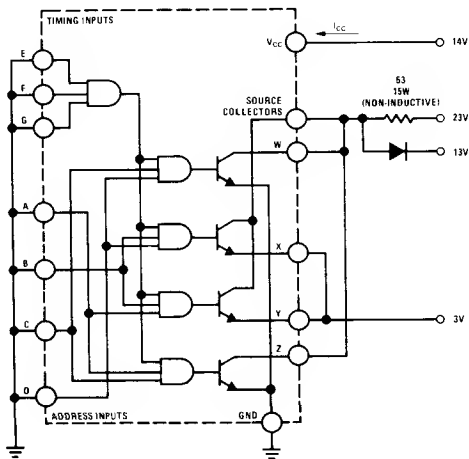 TIMING INPUTS
ICC
VCC
14V
E
F
G
53
15W
(NON-INDUCTIVE)
SOURCE
COLLECTORS
23V
W
13V
A
B
X
C
Y
3V
Z
D
ADDRESS INPUTS
GND